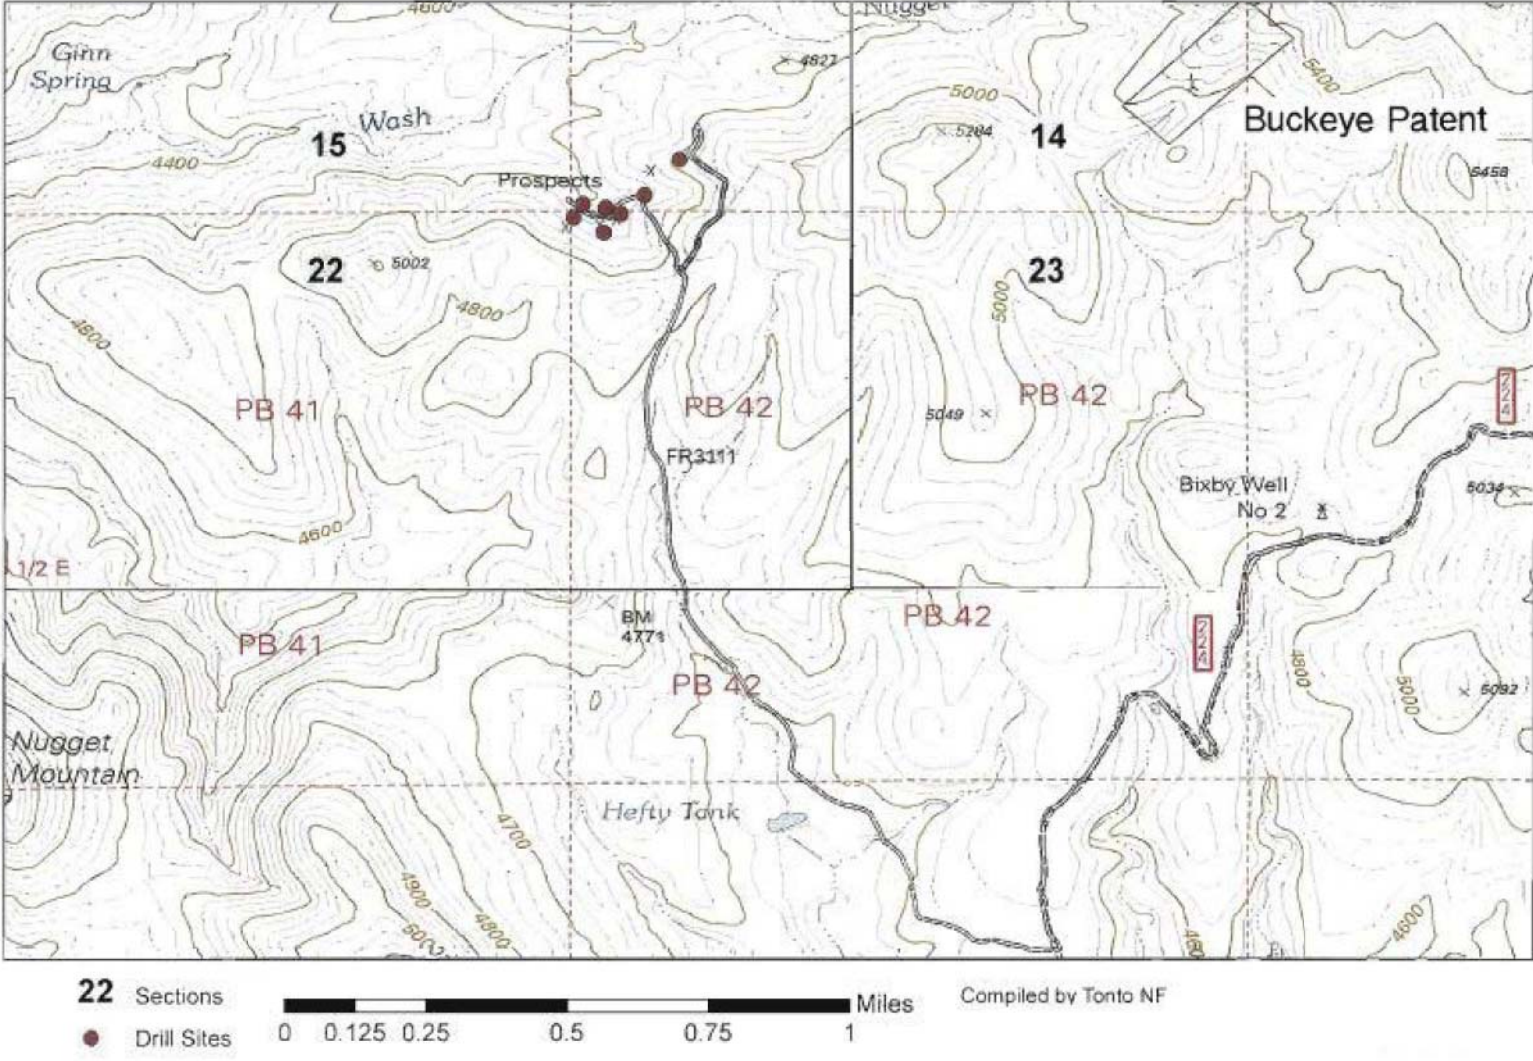 4600
Nugget
Ginn
Spring
4827
5400
5000
Wash
15
5204
14
Buckeye Patent
4400
Prospects
5458
22
5002
23
4800
5000
4800
PB 41
PB 42
PB 42
5049
724
FR3111
Bixby Well
No 2
5034
4600
1/2 E
PB 41
BM
4771
PB 42
724
PB 42
4800
5000
5092
Nugget
Mountain
Hefty Tank
4700
4900
4800
4600
22 Sections
Miles
Compiled by Tonto NF
0 0.125 0.25 0.5 0.75 1
Drill Sites